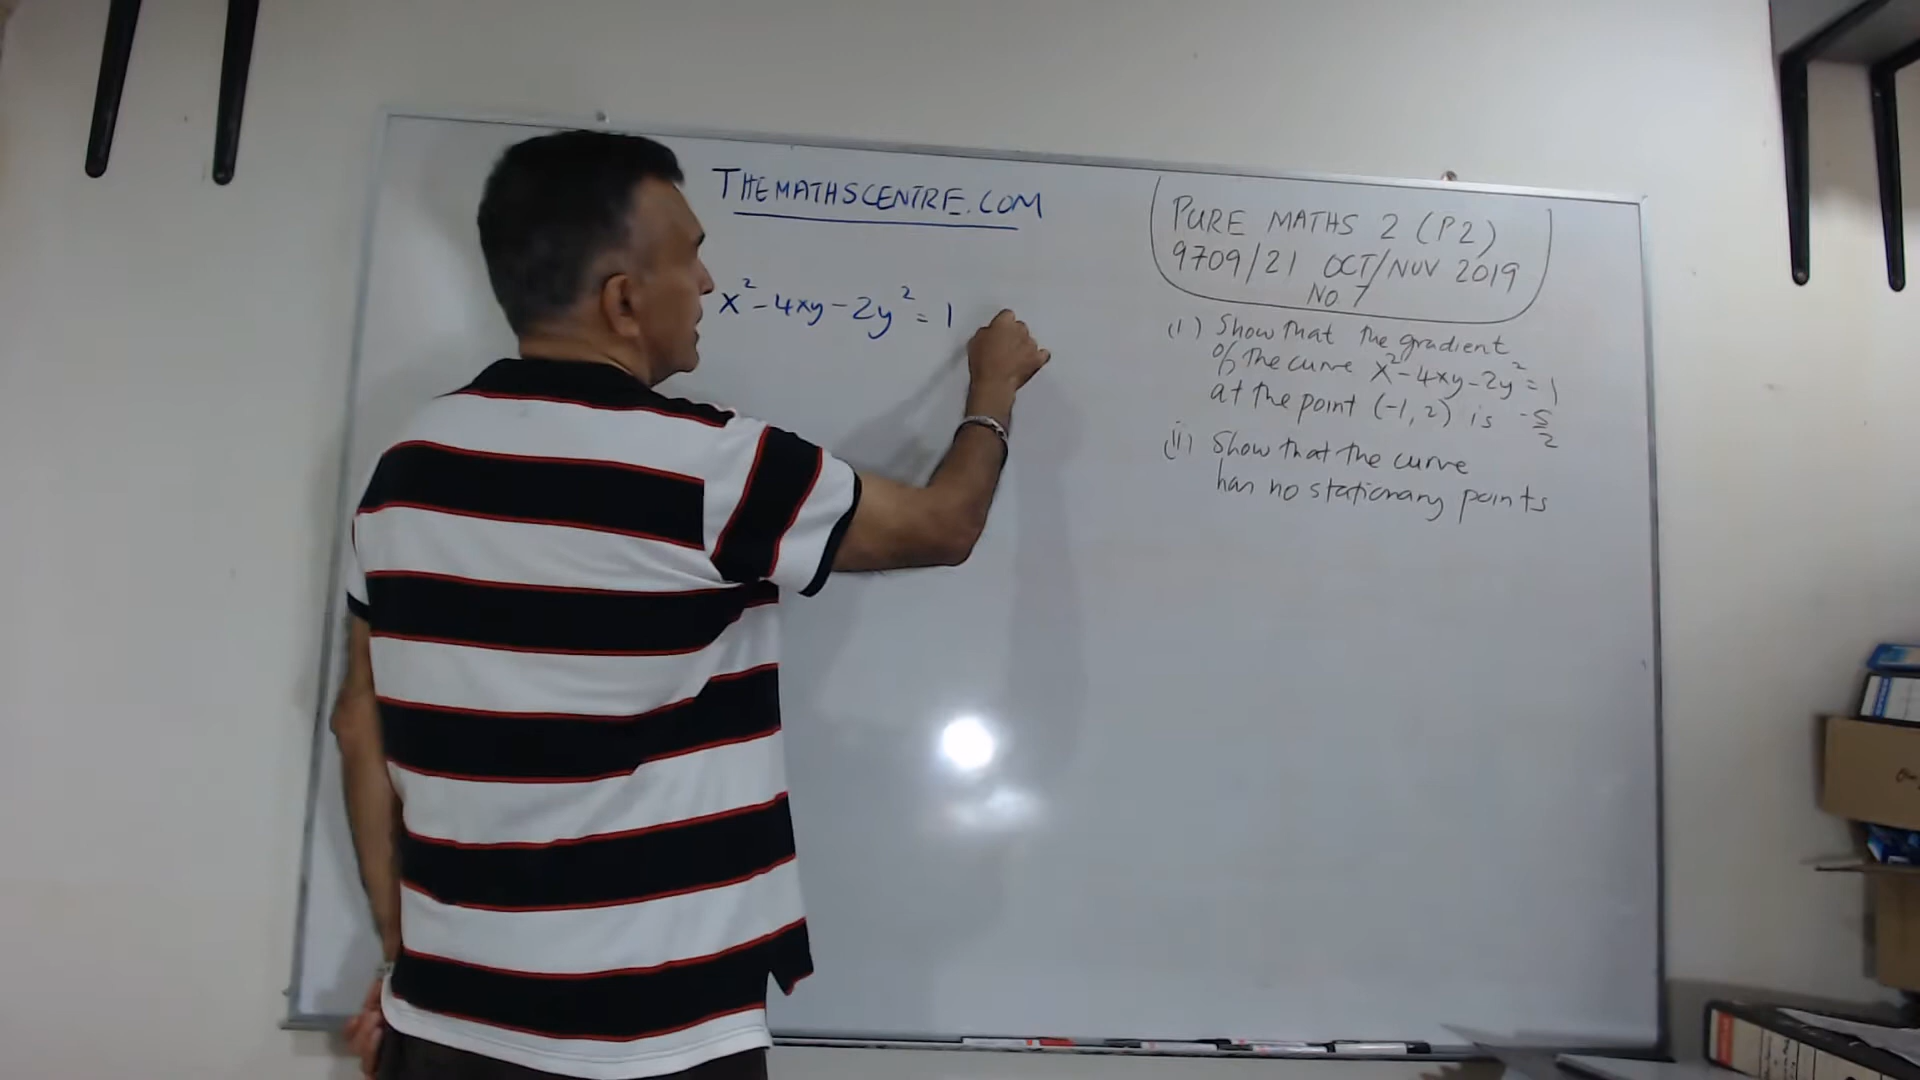 THEMATHSCENTRE.COM
x² - 4xy - 2y² = 1
PURE MATHS 2 (P2)
9709/21 OCT/NOV 2019
No 7
(i) Show that the gradient
of the curve x² - 4xy - 2y² = 1
at the point (-1, 2) is -5/2
(ii) Show that the curve
has no stationary points